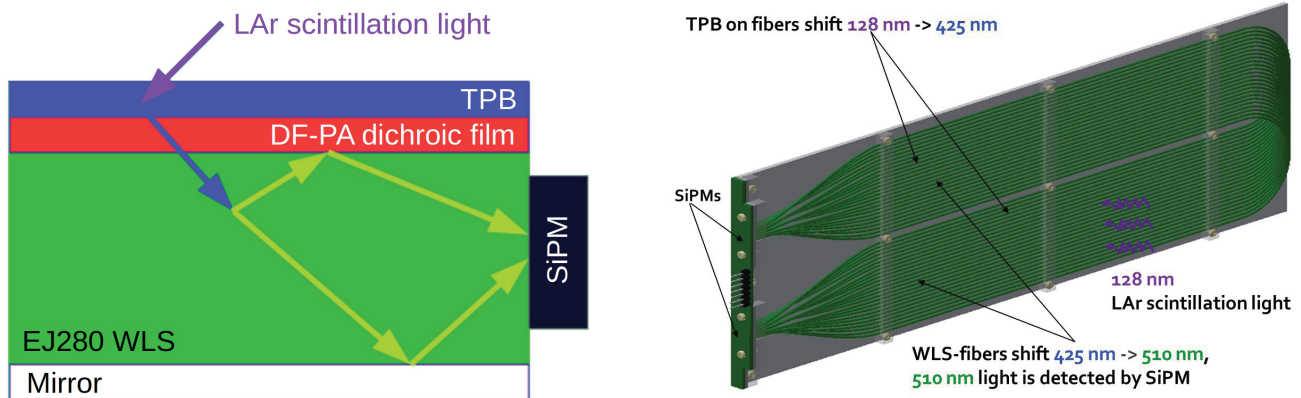 LAr scintillation light
TPB
DF-PA dichroic film
SiPM
EJ280 WLS
Mirror
TPB on fibers shift 128 nm -> 425 nm
SiPMs
128 nm
LAr scintillation light
WLS-fibers shift 425 nm -> 510 nm,
510 nm light is detected by SiPM